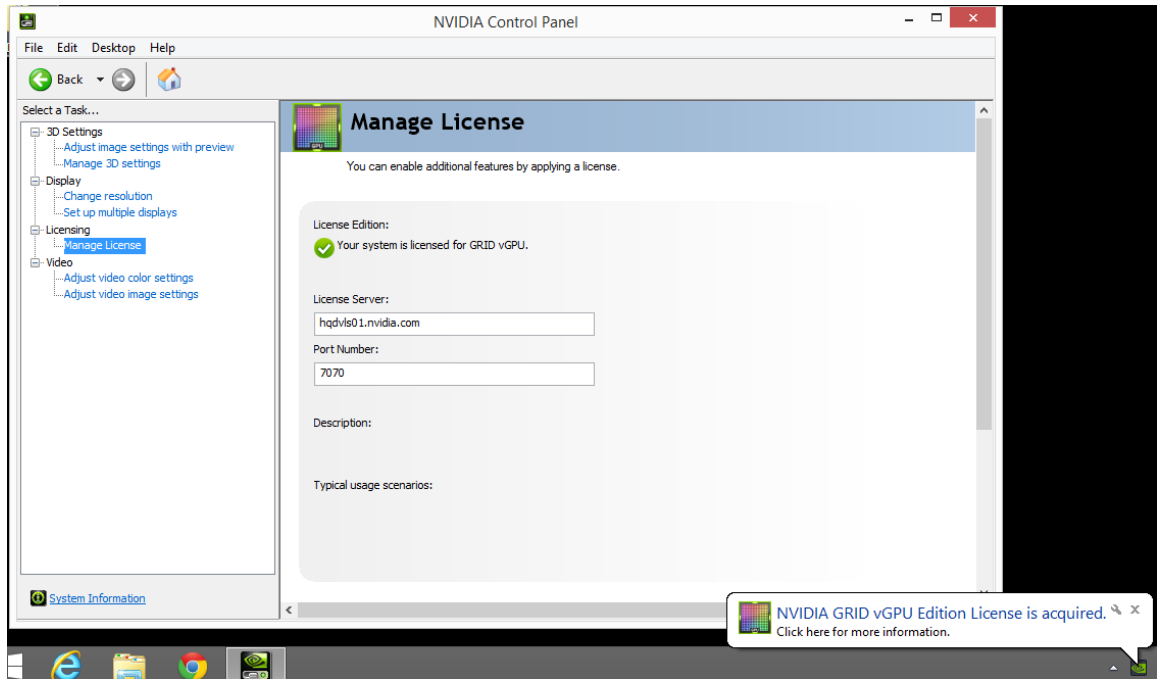 NVIDIA Control Panel
File Edit Desktop Help
Back
Select a Task...
3D Settings
Adjust image settings with preview
Manage 3D settings
Display
Change resolution
Set up multiple displays
Licensing
Manage License
Video
Adjust video color settings
Adjust video image settings
System Information
GPU
Manage License
You can enable additional features by applying a license.
License Edition:
Your system is licensed for GRID vGPU.
License Server:
hqdvls01.nvidia.com
Port Number:
7070
Description:
Typical usage scenarios:
NVIDIA GRID vGPU Edition License is acquired.
Click here for more information.